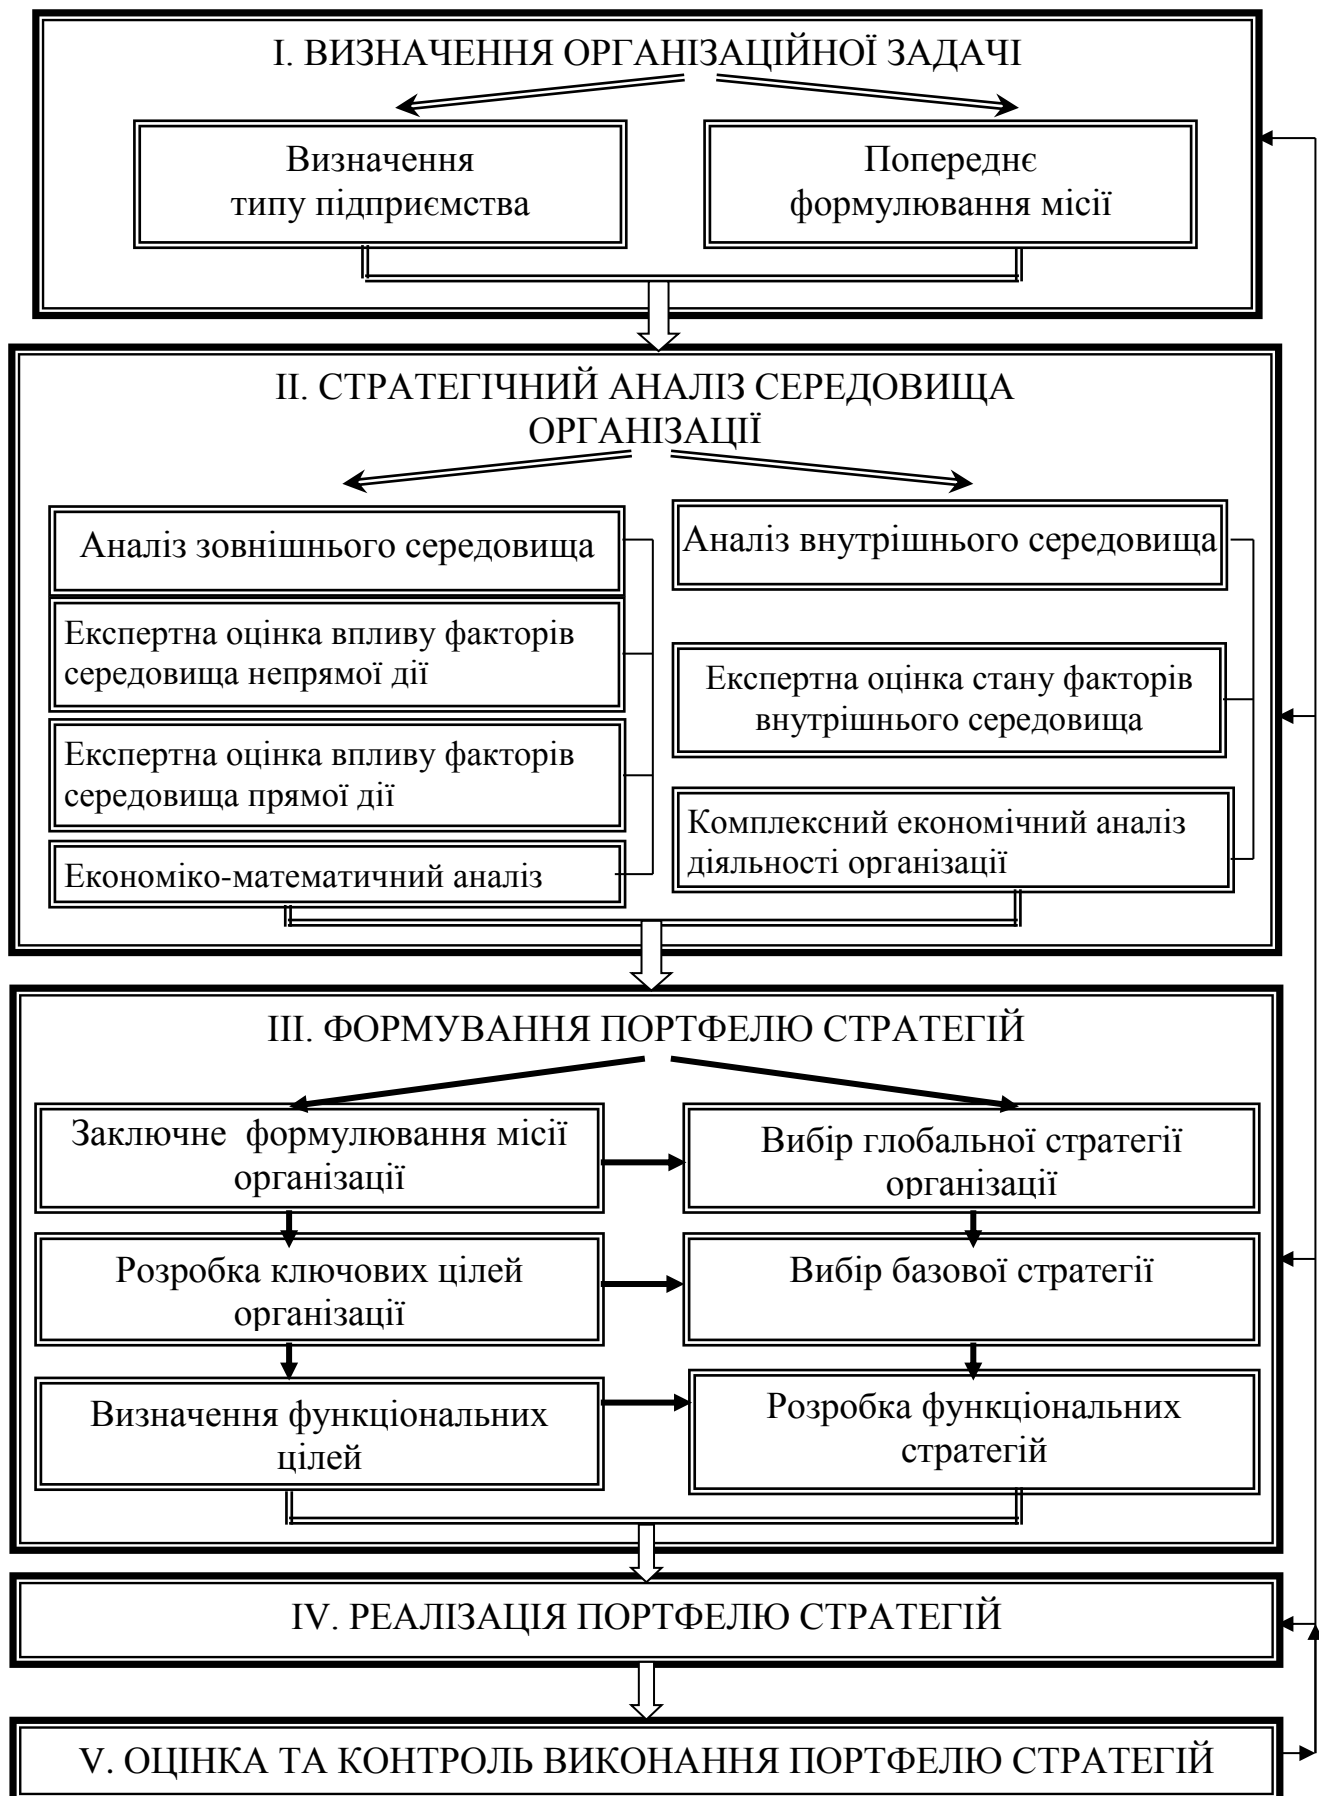 І. ВИЗНАЧЕННЯ ОРГАНІЗАЦІЙНОЇ ЗАДАЧІ
Визначення
типу підприємства
Попереднє
формулювання місії
ІІ. СТРАТЕГІЧНИЙ АНАЛІЗ СЕРЕДОВИЩА
ОРГАНІЗАЦІЇ
Аналіз зовнішнього середовища
Експертна оцінка впливу факторів
середовища непрямої дії
Експертна оцінка впливу факторів
середовища прямої дії
Економіко-математичний аналіз
Аналіз внутрішнього середовища
Експертна оцінка стану факторів
внутрішнього середовища
Комплексний економічний аналіз
діяльності організації
ІІІ. ФОРМУВАННЯ ПОРТФЕЛЮ СТРАТЕГІЙ
Заключне формулювання місії
організації
Вибір глобальної стратегії
організації
Розробка ключових цілей
організації
Вибір базової стратегії
Визначення функціональних
цілей
Розробка функціональних
стратегій
IV. РЕАЛІЗАЦІЯ ПОРТФЕЛЮ СТРАТЕГІЙ
V. ОЦІНКА ТА КОНТРОЛЬ ВИКОНАННЯ ПОРТФЕЛЮ СТРАТЕГІЙ